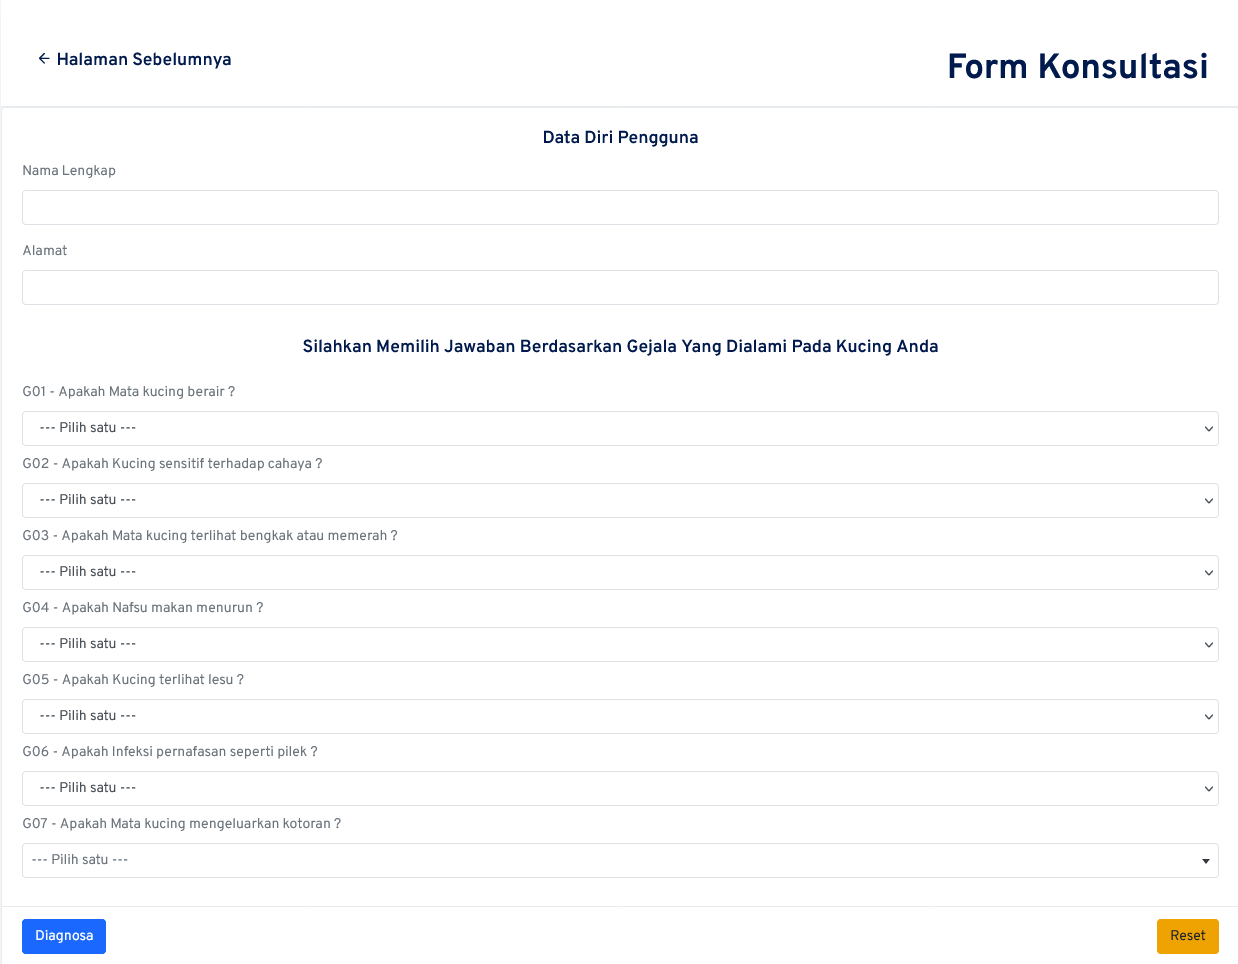 ← Halaman Sebelumnya
Form Konsultasi
Data Diri Pengguna
Nama Lengkap
Alamat
Silahkan Memilih Jawaban Berdasarkan Gejala Yang Dialami Pada Kucing Anda
G01 - Apakah Mata kucing berair ?
--- Pilih satu ---
G02 - Apakah Kucing sensitif terhadap cahaya ?
--- Pilih satu ---
G03 - Apakah Mata kucing terlihat bengkak atau memerah ?
--- Pilih satu ---
G04 - Apakah Nafsu makan menurun ?
--- Pilih satu ---
G05 - Apakah Kucing terlihat lesu ?
--- Pilih satu ---
G06 - Apakah Infeksi pernafasan seperti pilek ?
--- Pilih satu ---
G07 - Apakah Mata kucing mengeluarkan kotoran ?
--- Pilih satu ---
Diagnosa
Reset